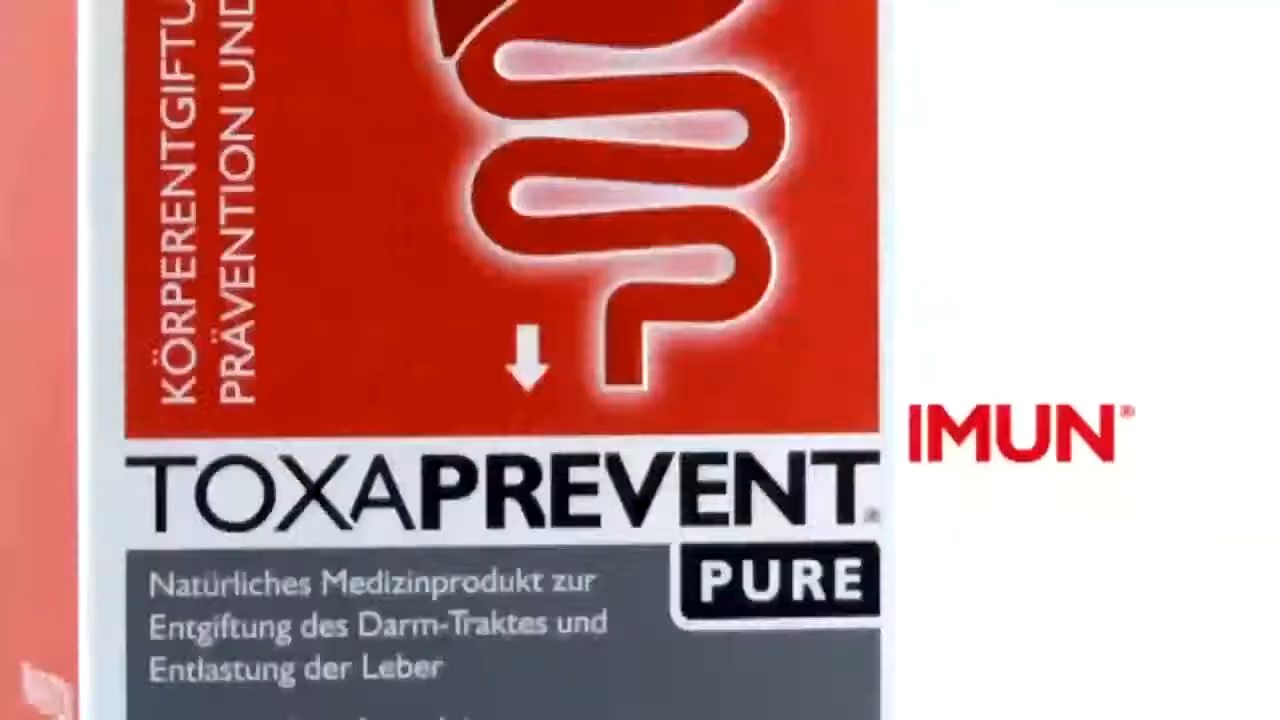 KÖRPERENTGIFTU
PRÄVENTION UND
TOXAPREVENT®
PURE
IMUN®
Natürliches Medizinprodukt zur
Entgiftung des Darm-Traktes und
Entlastung der Leber